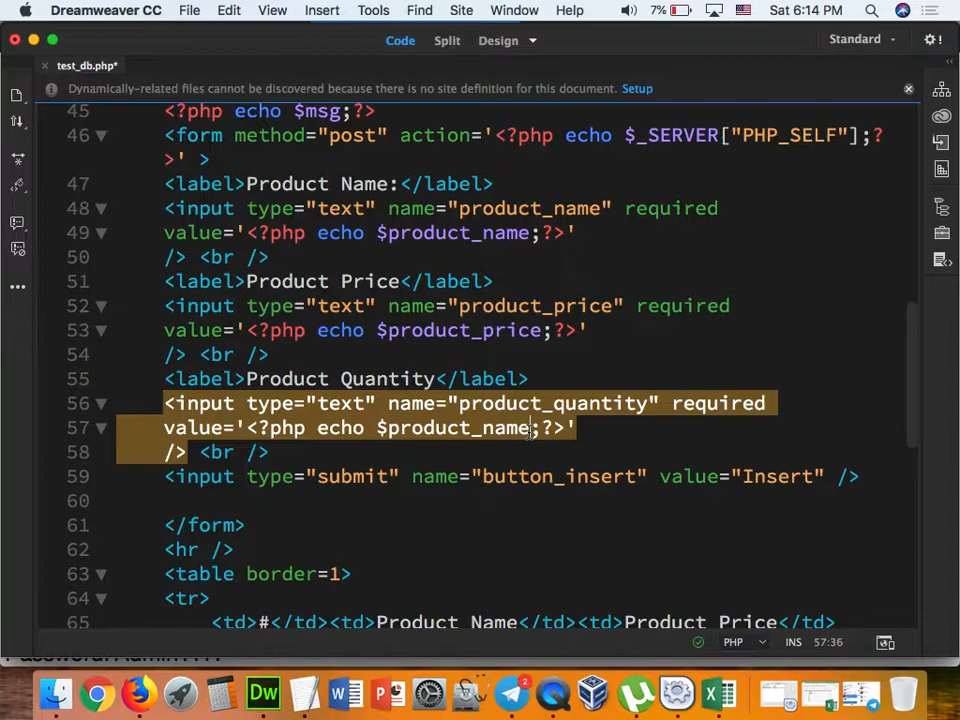 Dreamweaver CC File Edit View Insert Tools Find Site Window Help 7% Sat 6:14 PM
Code Split Design Standard
test_db.php*
Dynamically-related files cannot be discovered because there is no site definition for this document. Setup
45 <?php echo $msg;?>
46 <form method="post" action='<?php echo $_SERVER["PHP_SELF"];?
>' >
47 <label>Product Name:</label>
48 <input type="text" name="product_name" required
49 value='<?php echo $product_name;?>'
50 /> <br />
51 <label>Product Price</label>
52 <input type="text" name="product_price" required
53 value='<?php echo $product_price;?>'
54 /> <br />
55 <label>Product Quantity</label>
56 <input type="text" name="product_quantity" required
57 value='<?php echo $product_name;?>'
58 /> <br />
59 <input type="submit" name="button_insert" value="Insert" />
60
61 </form>
62 <hr />
63 <table border=1>
64 <tr>
65 <td>#</td><td>Product Name</td><td>Product Price</td>
PHP INS 57:36
Dw W P 2 X